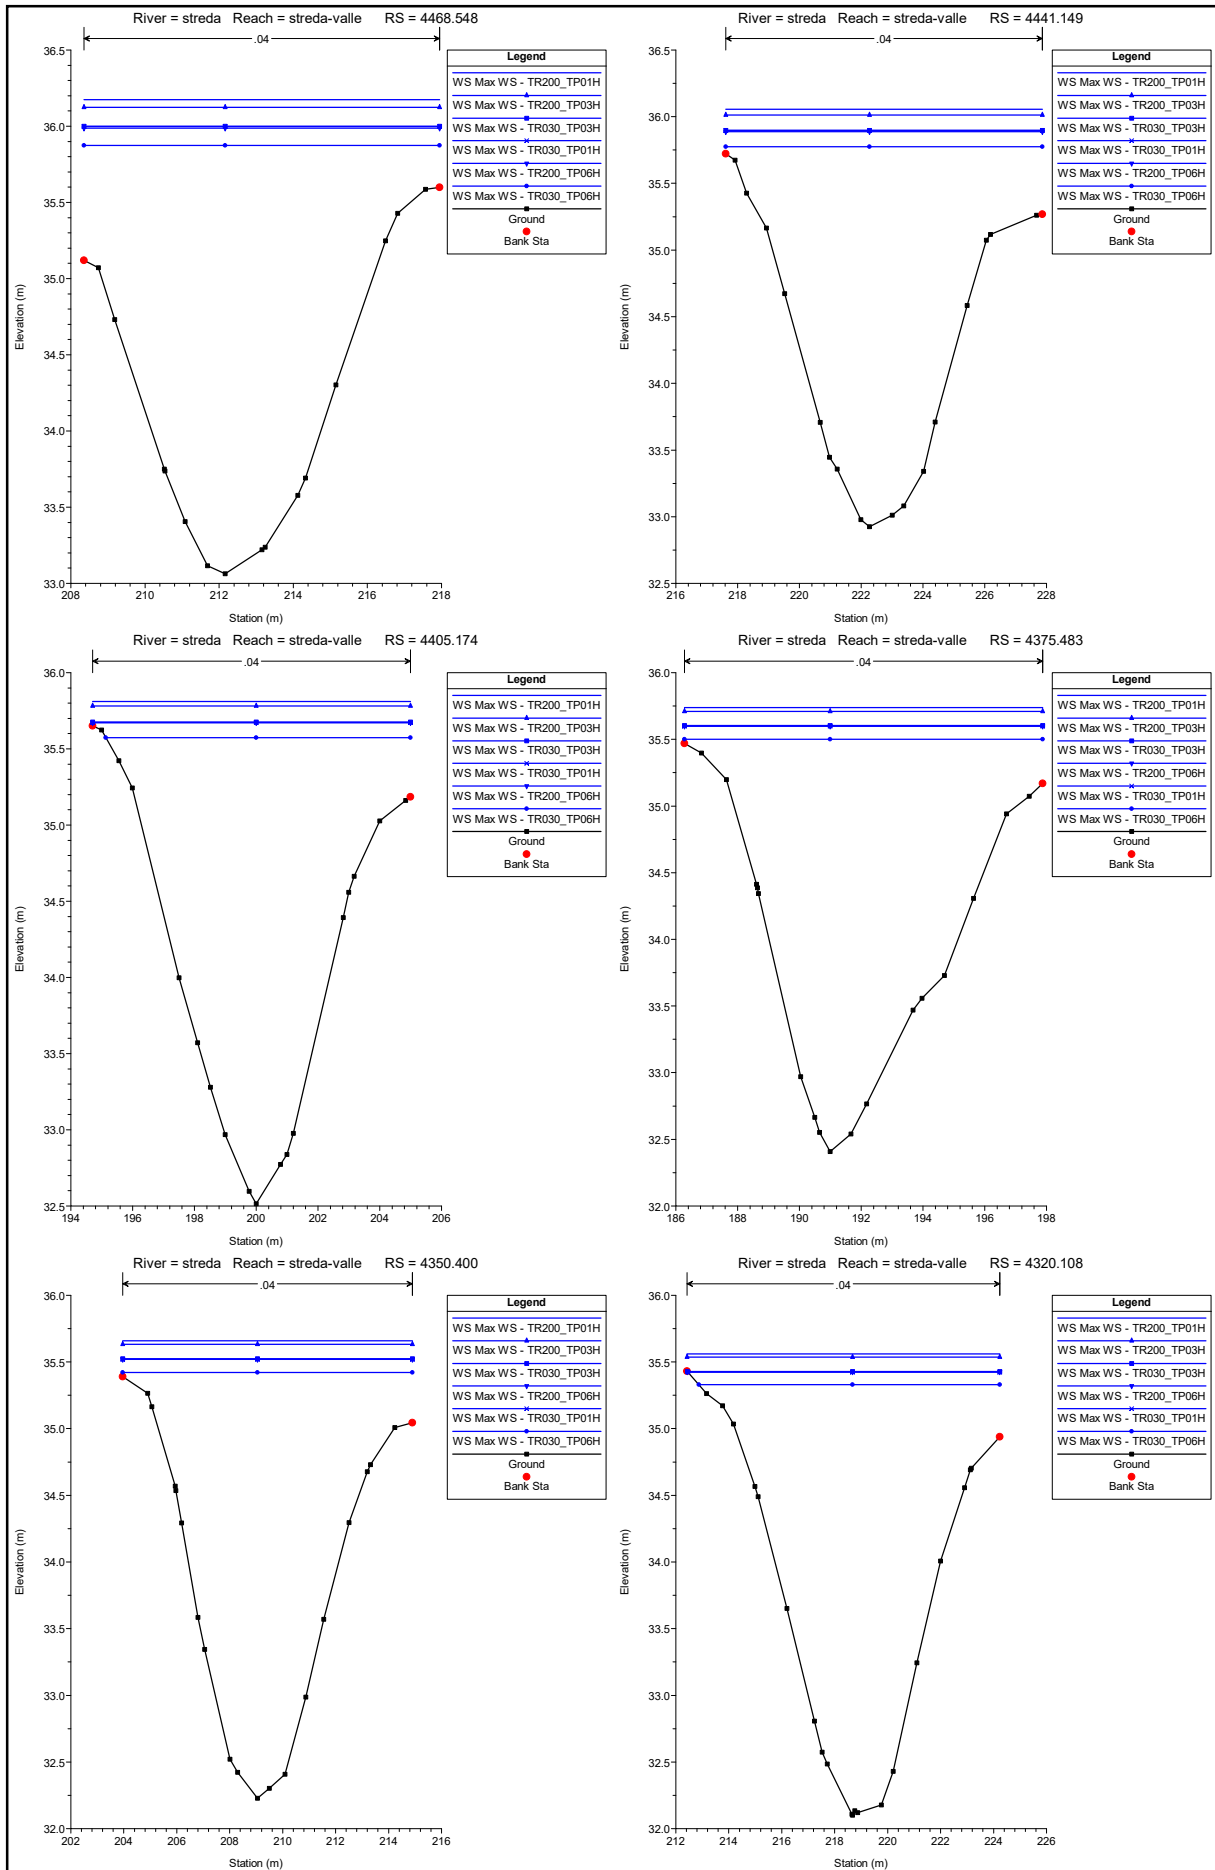 River = streda   Reach = streda-valle      RS = 4468.548
.04
Legend
WS Max WS - TR200_TP01H
WS Max WS - TR200_TP03H
WS Max WS - TR030_TP03H
WS Max WS - TR030_TP01H
WS Max WS - TR200_TP06H
WS Max WS - TR030_TP06H
Ground
Bank Sta
Elevation (m)
36.5
36.0
35.5
35.0
34.5
34.0
33.5
33.0
208 210 212 214 216 218
Station (m)
River = streda   Reach = streda-valle      RS = 4441.149
.04
Legend
WS Max WS - TR200_TP01H
WS Max WS - TR200_TP03H
WS Max WS - TR030_TP03H
WS Max WS - TR030_TP01H
WS Max WS - TR200_TP06H
WS Max WS - TR030_TP06H
Ground
Bank Sta
Elevation (m)
36.5
36.0
35.5
35.0
34.5
34.0
33.5
33.0
32.5
216 218 220 222 224 226 228
Station (m)
River = streda   Reach = streda-valle      RS = 4405.174
.04
Legend
WS Max WS - TR200_TP01H
WS Max WS - TR200_TP03H
WS Max WS - TR030_TP03H
WS Max WS - TR030_TP01H
WS Max WS - TR200_TP06H
WS Max WS - TR030_TP06H
Ground
Bank Sta
Elevation (m)
36.0
35.5
35.0
34.5
34.0
33.5
33.0
32.5
194 196 198 200 202 204 206
Station (m)
River = streda   Reach = streda-valle      RS = 4375.483
.04
Legend
WS Max WS - TR200_TP01H
WS Max WS - TR200_TP03H
WS Max WS - TR030_TP03H
WS Max WS - TR200_TP06H
WS Max WS - TR030_TP01H
WS Max WS - TR030_TP06H
Ground
Bank Sta
Elevation (m)
36.0
35.5
35.0
34.5
34.0
33.5
33.0
32.5
32.0
186 188 190 192 194 196 198
Station (m)
River = streda   Reach = streda-valle      RS = 4350.400
.04
Legend
WS Max WS - TR200_TP01H
WS Max WS - TR200_TP03H
WS Max WS - TR030_TP03H
WS Max WS - TR200_TP06H
WS Max WS - TR030_TP01H
WS Max WS - TR030_TP06H
Ground
Bank Sta
Elevation (m)
36.0
35.5
35.0
34.5
34.0
33.5
33.0
32.5
32.0
202 204 206 208 210 212 214 216
Station (m)
River = streda   Reach = streda-valle      RS = 4320.108
.04
Legend
WS Max WS - TR200_TP01H
WS Max WS - TR200_TP03H
WS Max WS - TR030_TP03H
WS Max WS - TR200_TP06H
WS Max WS - TR030_TP01H
WS Max WS - TR030_TP06H
Ground
Bank Sta
Elevation (m)
36.0
35.5
35.0
34.5
34.0
33.5
33.0
32.5
32.0
212 214 216 218 220 222 224 226
Station (m)